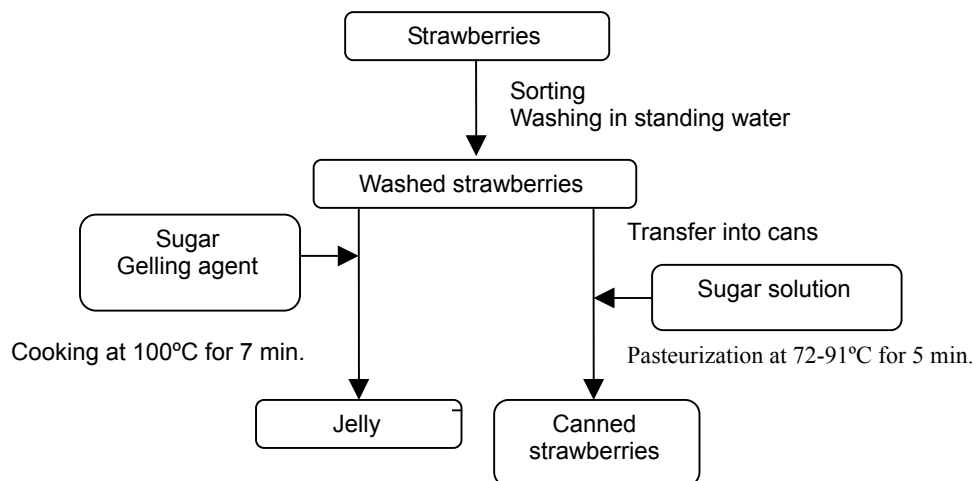 Strawberries
Sorting
Washing in standing water
Washed strawberries
Sugar
Gelling agent
Transfer into cans
Sugar solution
Cooking at 100ºC for 7 min.
Pasteurization at 72-91ºC for 5 min.
Jelly
Canned
strawberries